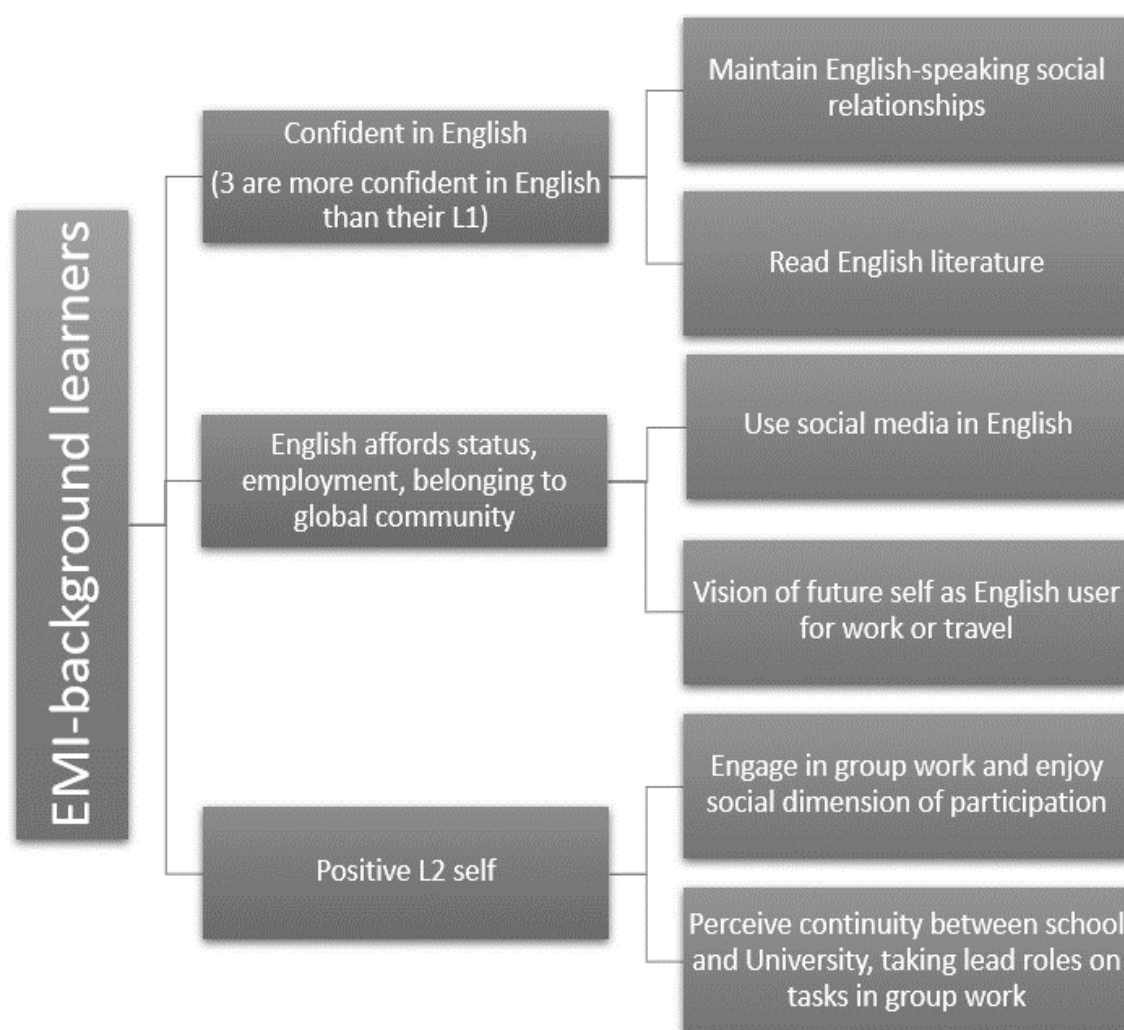 EMI-background learners
Confident in English
(3 are more confident in English
than their L1)
Maintain English-speaking social
relationships
Read English literature
English affords status,
employment, belonging to
global community
Use social media in English
Vision of future self as English user
for work or travel
Positive L2 self
Engage in group work and enjoy
social dimension of participation
Perceive continuity between school
and University, taking lead roles on
tasks in group work